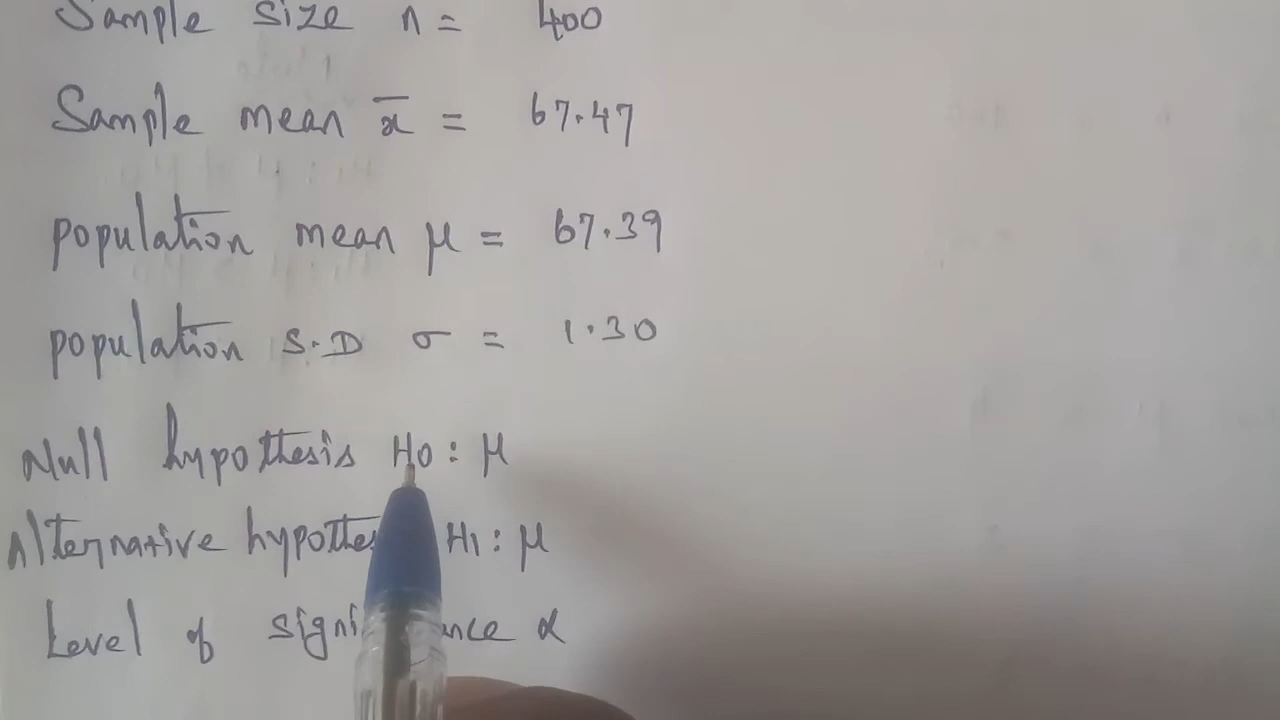 Sample size n = 400
Sample mean x̄ = 67.47
population mean μ = 67.39
population S.D σ = 1.30
Null hypothesis H0 : μ
Alternative H1 : μ
Level of α